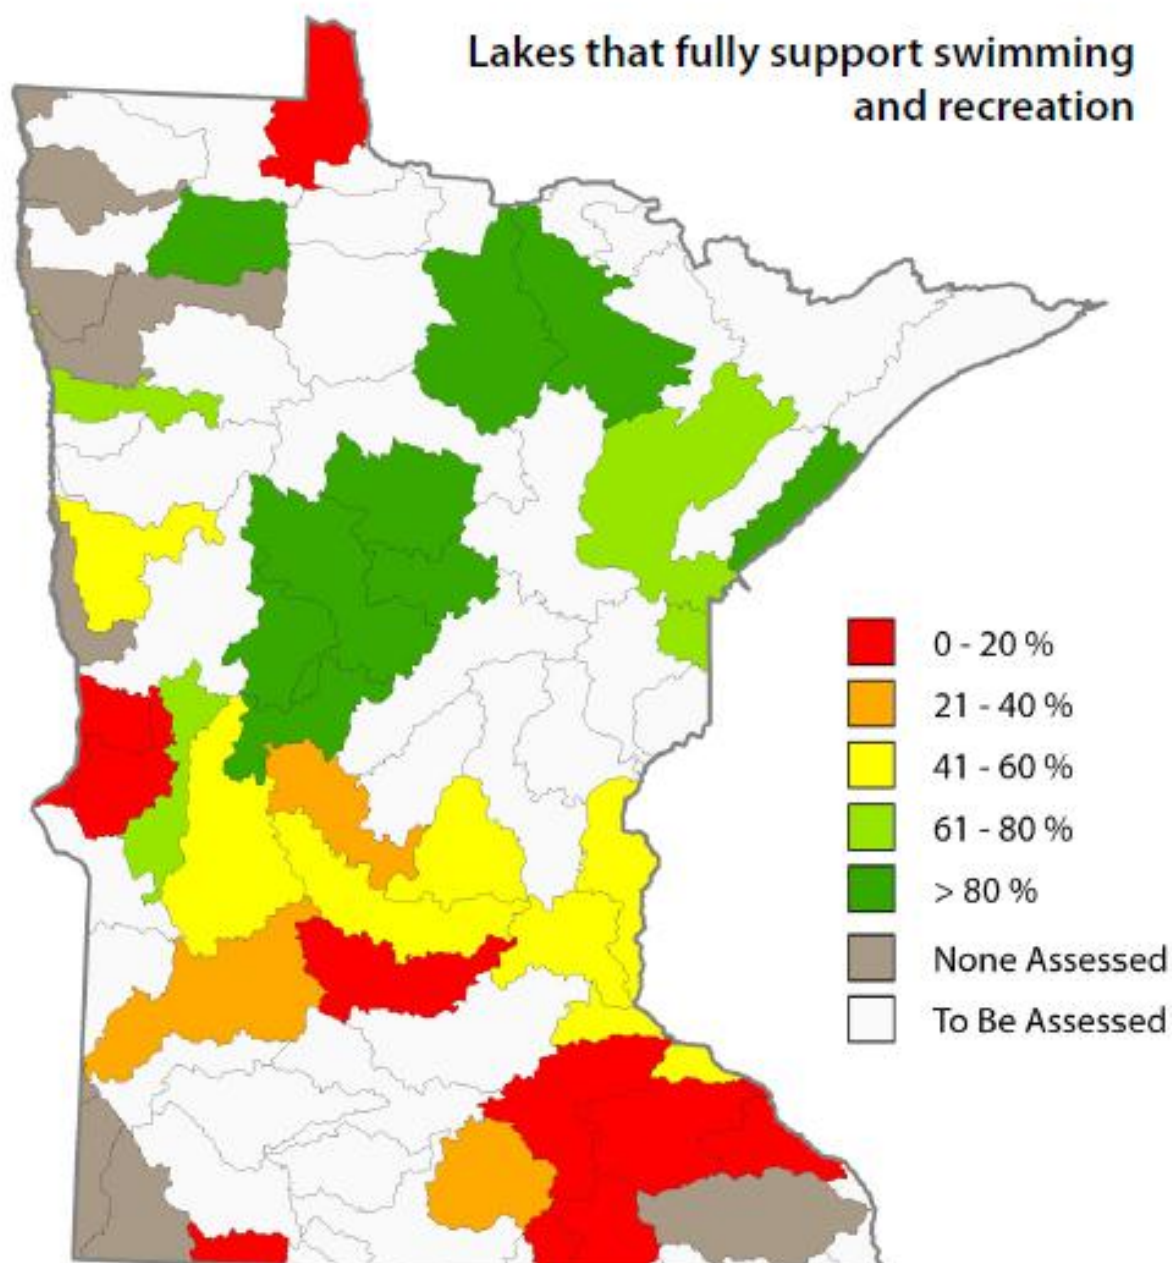 Lakes that fully support swimming
and recreation
0 - 20 %
21 - 40 %
41 - 60 %
61 - 80 %
> 80 %
None Assessed
To Be Assessed